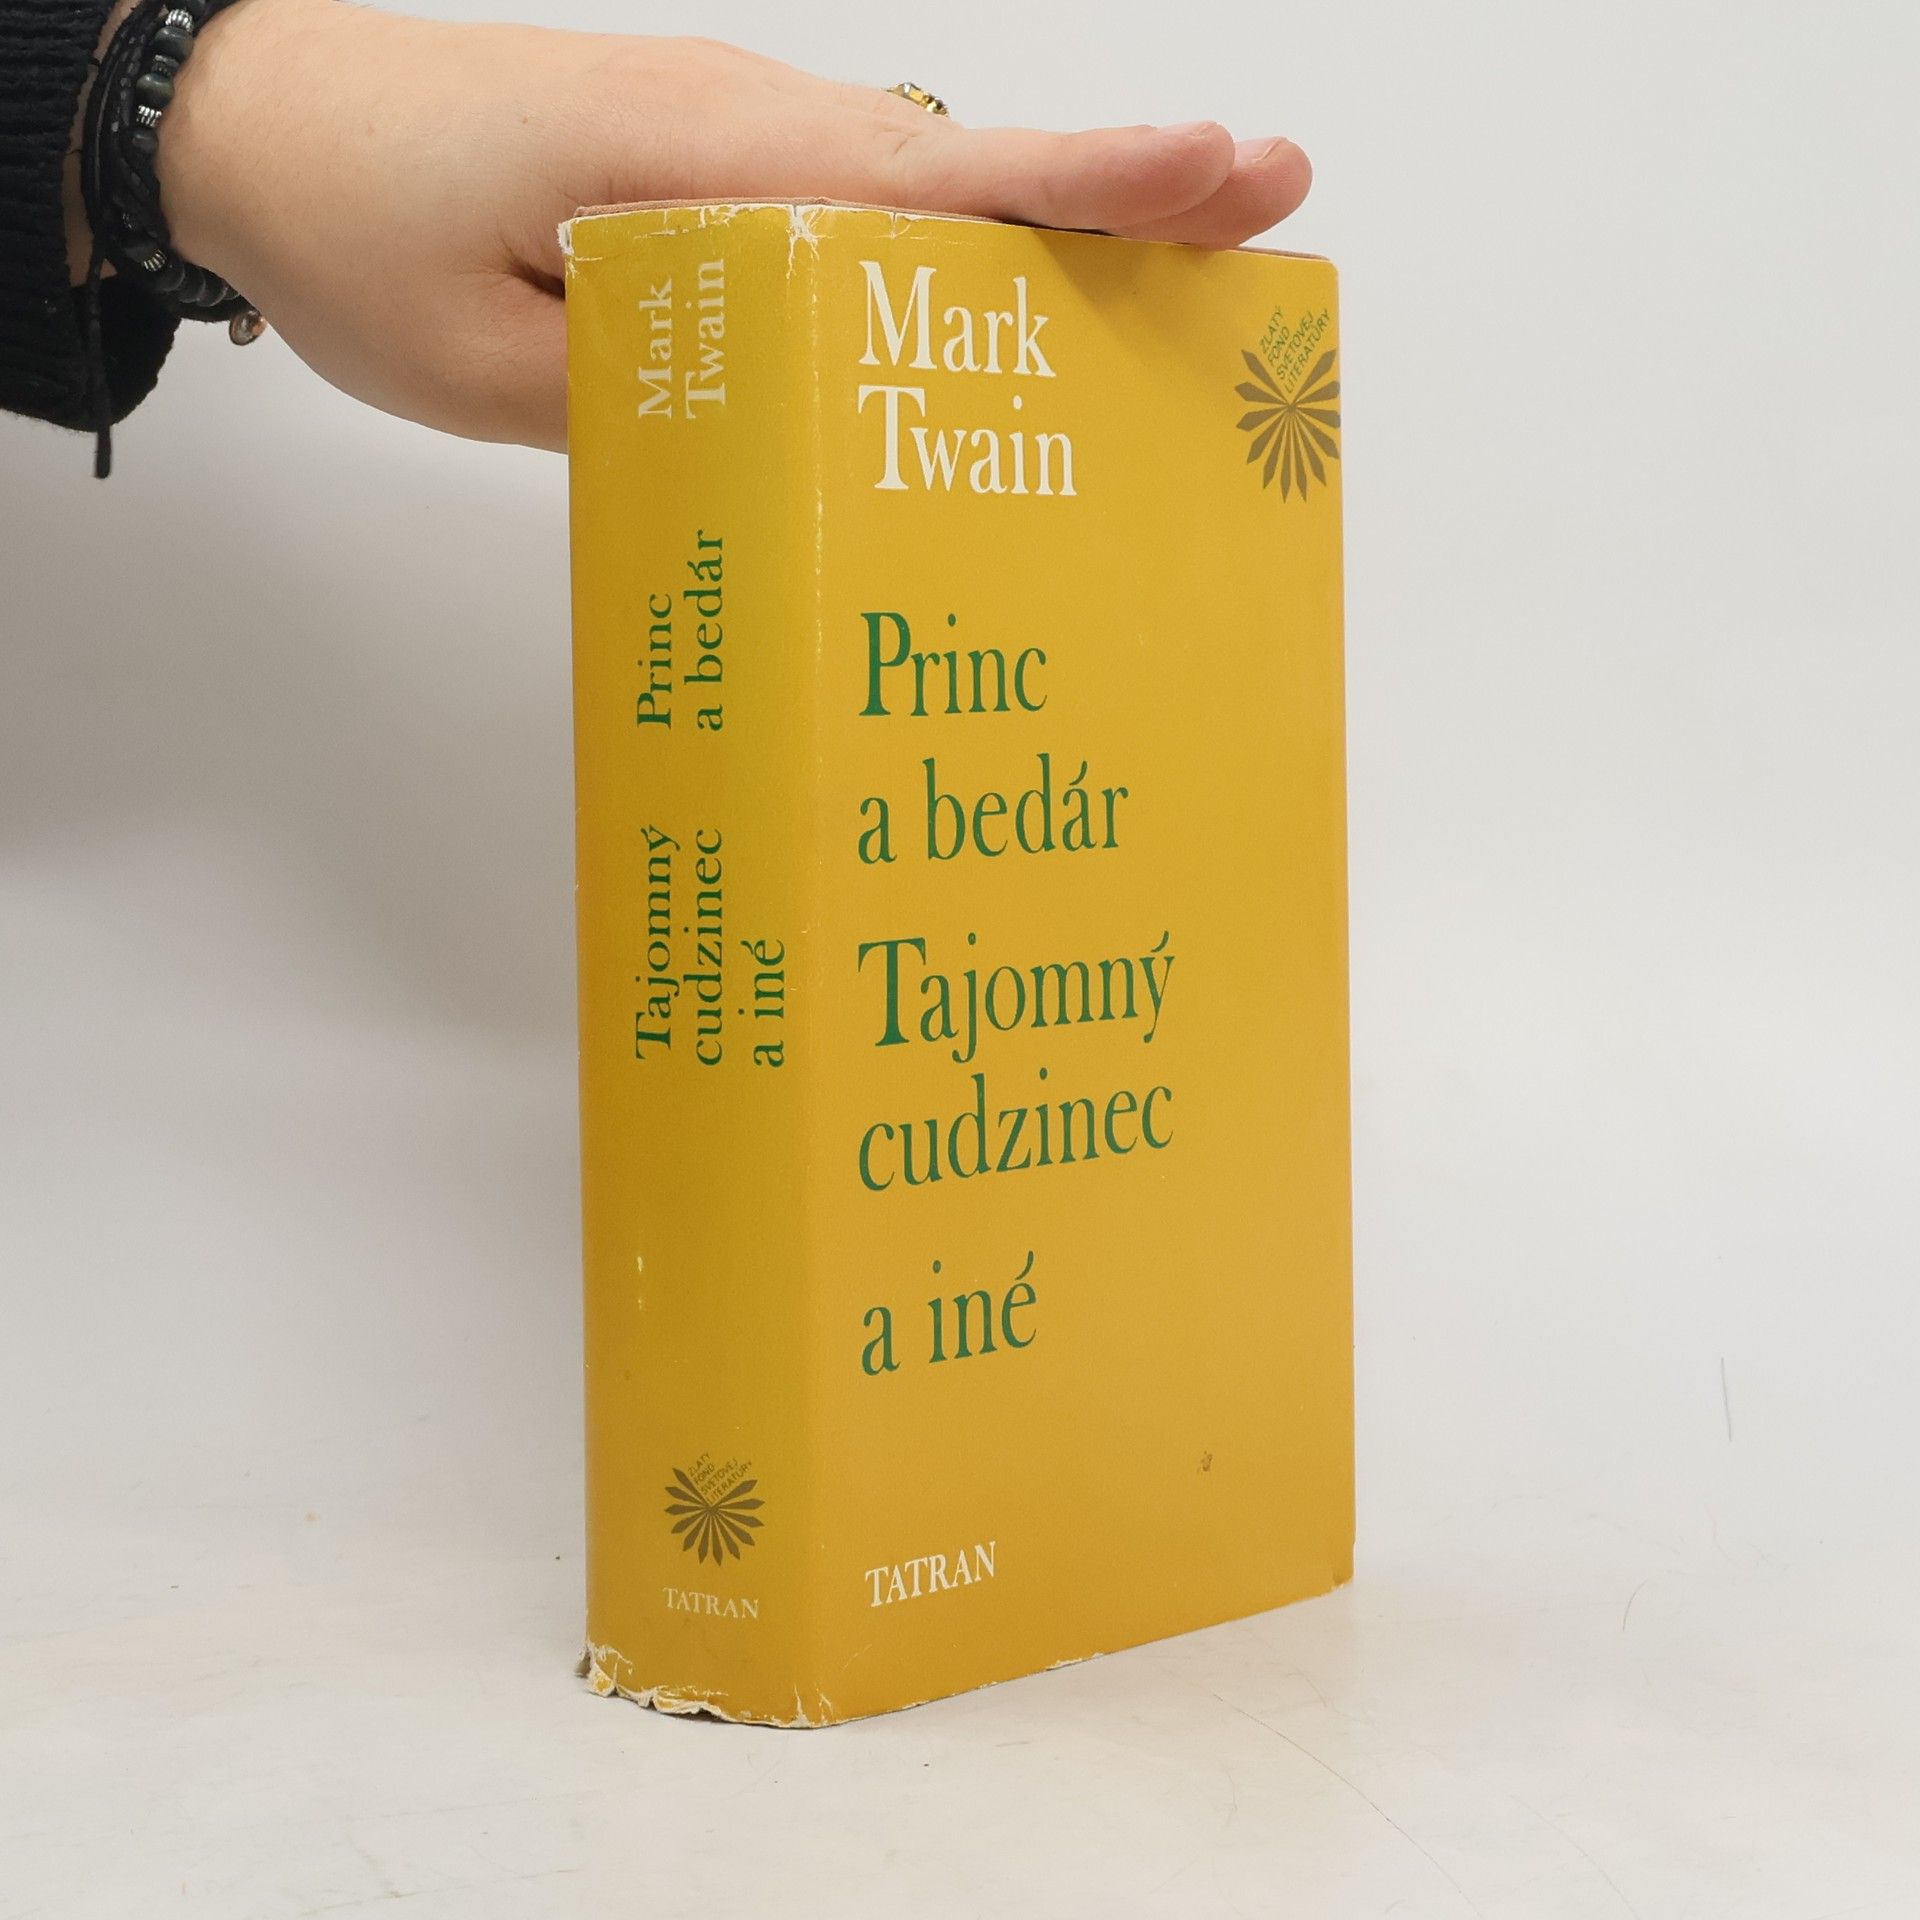 Mark
Twain
Princ
a bedár
Tajomný
cudzinec
a iné
TATRAN
ZLATÝ
FOND
SVETOVEJ
LITERATÚRY
Mark
Twain
Princ
a bedár
Tajomný
cudzinec
a iné
ZLATÝ
FOND
SVETOVEJ
LITERATÚRY
TATRAN